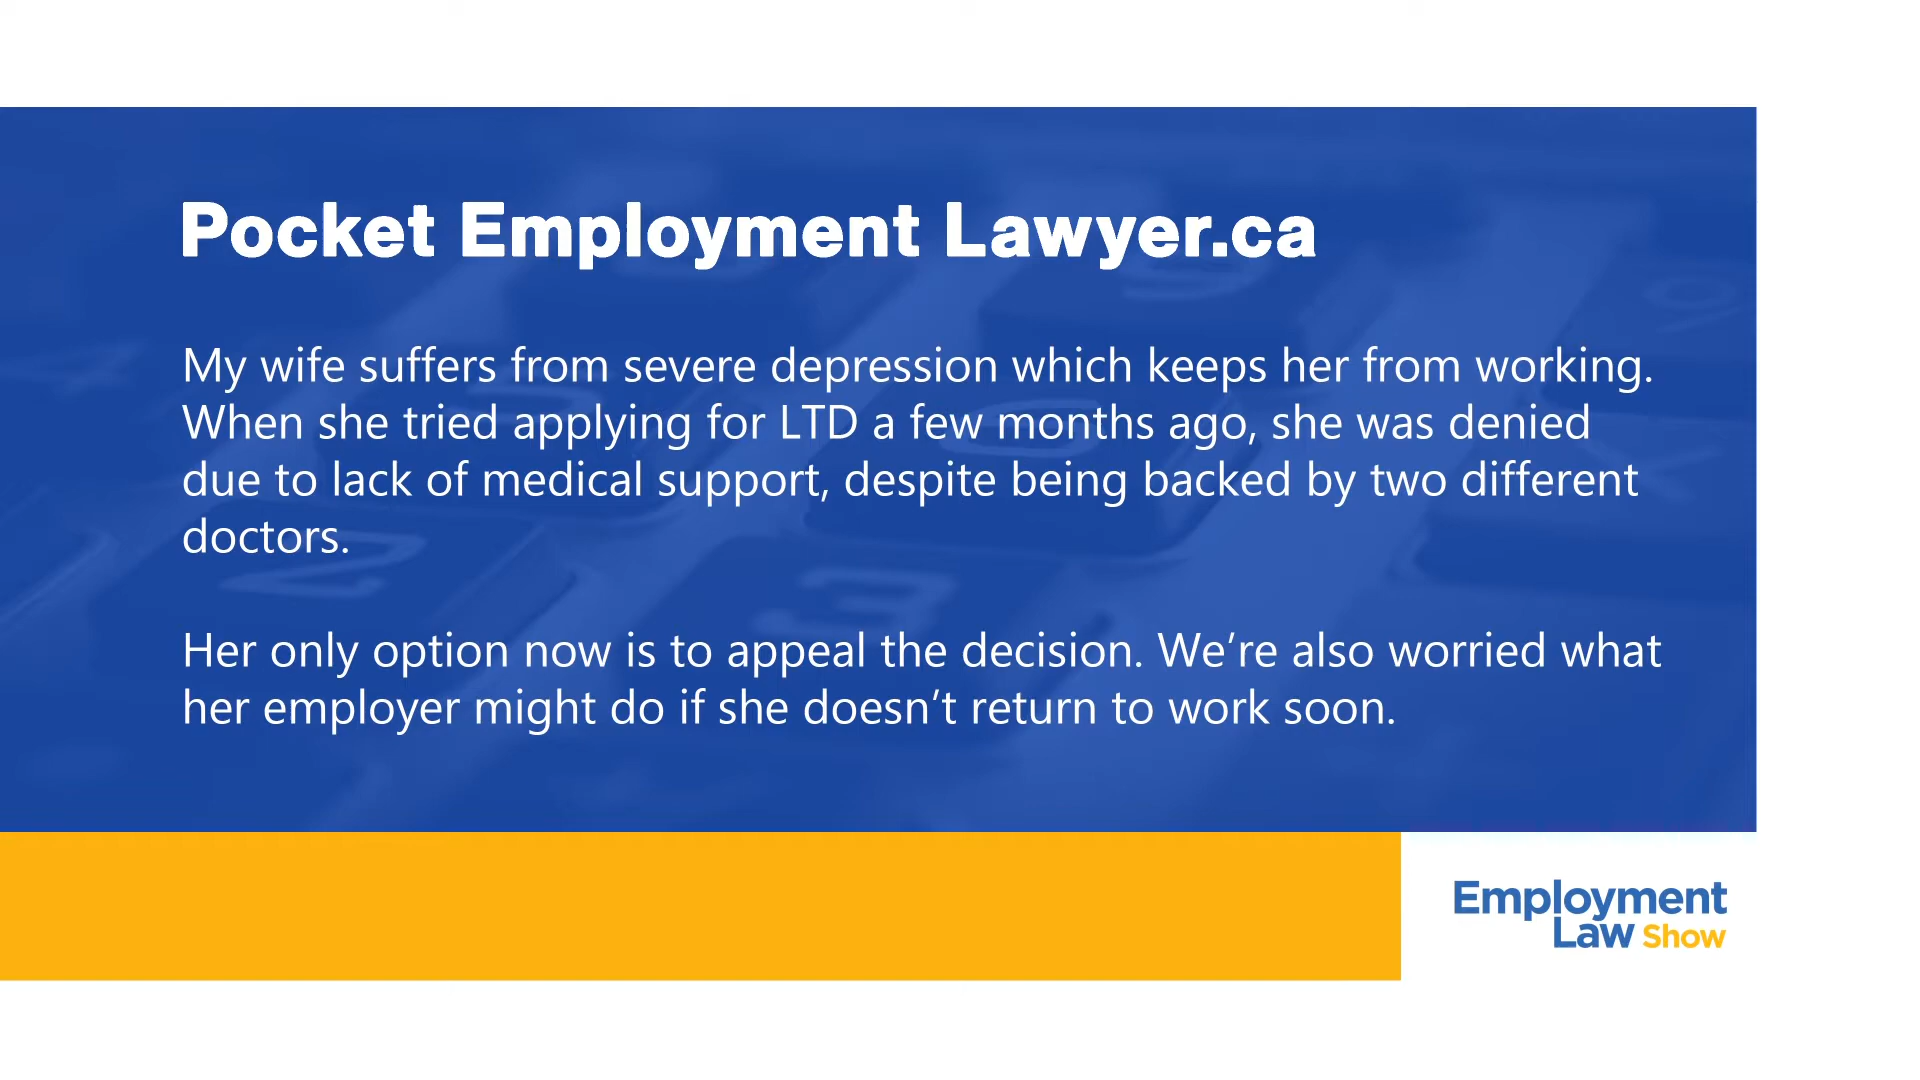 Pocket Employment Lawyer.ca
My wife suffers from severe depression which keeps her from working.
When she tried applying for LTD a few months ago, she was denied
due to lack of medical support, despite being backed by two different
doctors.
Her only option now is to appeal the decision. We’re also worried what
her employer might do if she doesn’t return to work soon.
Employment
Law Show